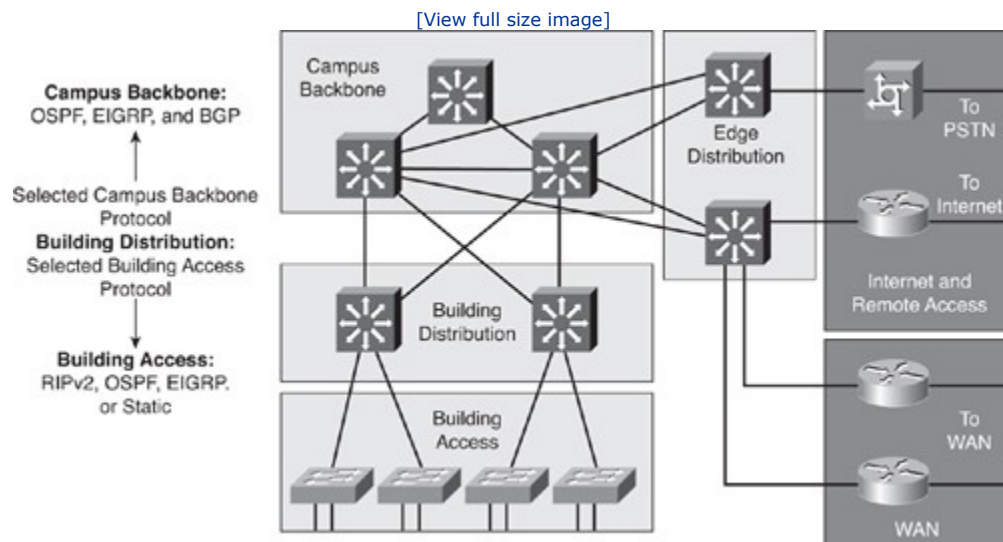 [View full size image]
Campus Backbone:
OSPF, EIGRP, and BGP
Selected Campus Backbone
Protocol
Building Distribution:
Selected Building Access
Protocol
Building Access:
RIPv2, OSPF, EIGRP.
or Static
Campus
Backbone
Building
Distribution
Building
Access
Edge
Distribution
To
PSTN
To
Internet
Internet and
Remote Access
To
WAN
WAN